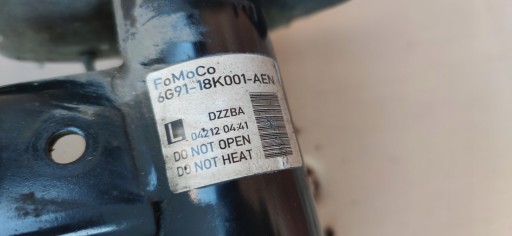 FoMoCo
6G91-18K001-AEN
DZZBA
L 04212 04:41
DO NOT OPEN
DO NOT HEAT